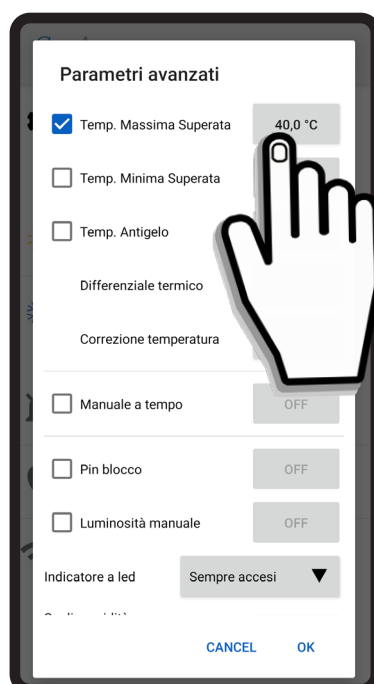 Parametri avanzati
Temp. Massima Superata 40,0 °C
Temp. Minima Superata
Temp. Antigelo
Differenziale termico
Correzione temperatura
Manuale a tempo OFF
Pin blocco OFF
Luminosità manuale OFF
Indicatore a led Sempre accesi
CANCEL OK